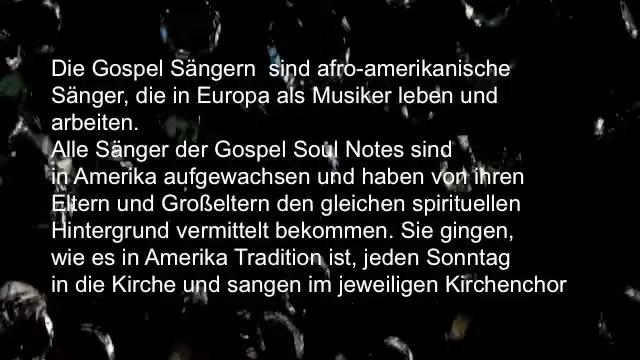 Die Gospel Sängern  sind afro-amerikanische
Sänger, die in Europa als Musiker leben und
arbeiten.
Alle Sänger der Gospel Soul Notes sind
in Amerika aufgewachsen und haben von ihren
Eltern und Großeltern den gleichen spirituellen
Hintergrund vermittelt bekommen. Sie gingen,
wie es in Amerika Tradition ist, jeden Sonntag
in die Kirche und sangen im jeweiligen Kirchenchor